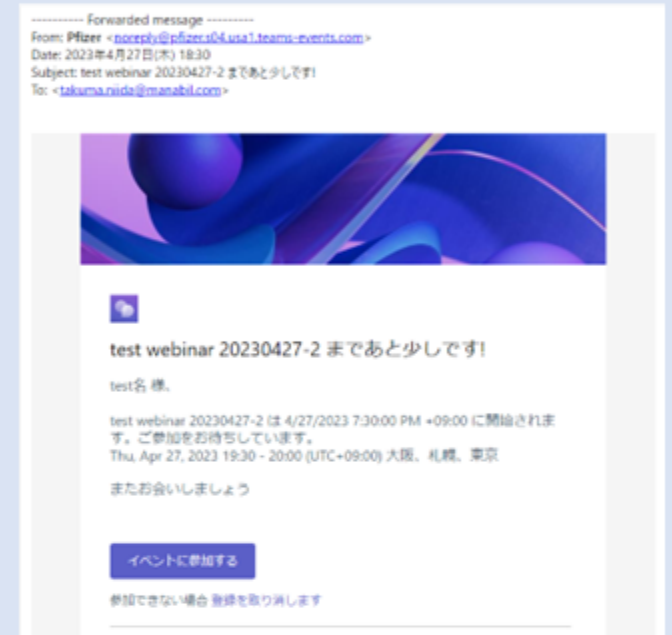 ---------- Forwarded message ----------
From: Pfizer <noreply@pfizer.s04.usa1.teams-events.com>
Date: 2023年4月27日(木) 18:30
Subject: test webinar 20230427-2 まであと少しです!
To: <takuma.niida@manabil.com>
test webinar 20230427-2 まであと少しです!
test名 様、
test webinar 20230427-2 は 4/27/2023 7:30:00 PM +09:00 に開始されま
す。ご参加をお待ちしています。
Thu, Apr 27, 2023 19:30 - 20:00 (UTC+09:00) 大阪、札幌、東京
またお会いしましょう
イベントに参加する
参加できない場合 登録を取り消します